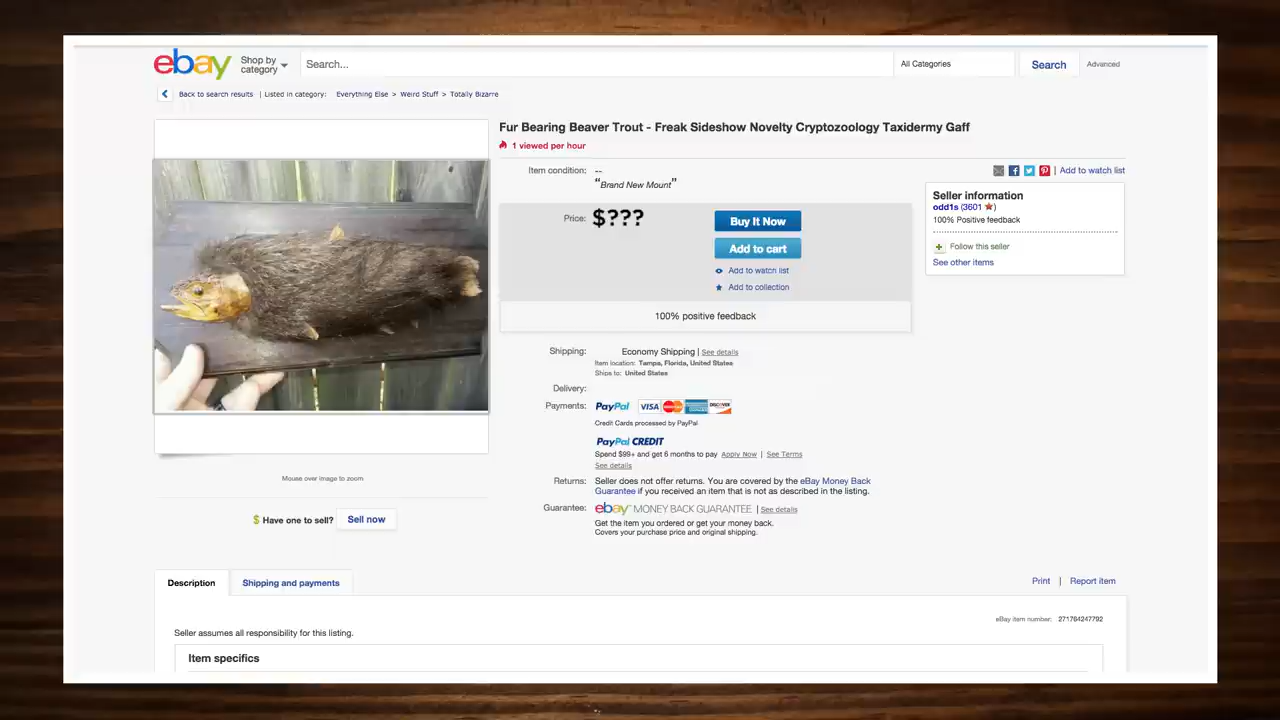 ebay
Shop by
category
Search...
All Categories
Search
Advanced
Back to search results | Listed in category: Everything Else > Weird Stuff > Totally Bizarre
Fur Bearing Beaver Trout - Freak Sideshow Novelty Cryptozoology Taxidermy Gaff
1 viewed per hour
Item condition: --
“Brand New Mount”
| Add to watch list
Price: $???
Buy It Now
Add to cart
Add to watch list
Add to collection
100% positive feedback
Seller information
odd1s (3601 ★)
100% Positive feedback
+ Follow this seller
See other items
Shipping: Economy Shipping | See details
Item location: Tampa, Florida, United States
Ships to: United States
Delivery:
Payments: PayPal VISA MasterCard AMERICAN EXPRESS DISCOVER
Credit Cards processed by PayPal
PayPal CREDIT
Spend $99+ and get 6 months to pay Apply Now | See Terms
See details
Returns: Seller does not offer returns. You are covered by the eBay Money Back
Guarantee if you received an item that is not as described in the listing.
Guarantee: ebay™ MONEY BACK GUARANTEE | See details
Get the item you ordered or get your money back.
Covers your purchase price and original shipping.
Mouse over image to zoom
$ Have one to sell? Sell now
Description
Shipping and payments
Print | Report item
eBay item number: 271764247792
Seller assumes all responsibility for this listing.
Item specifics